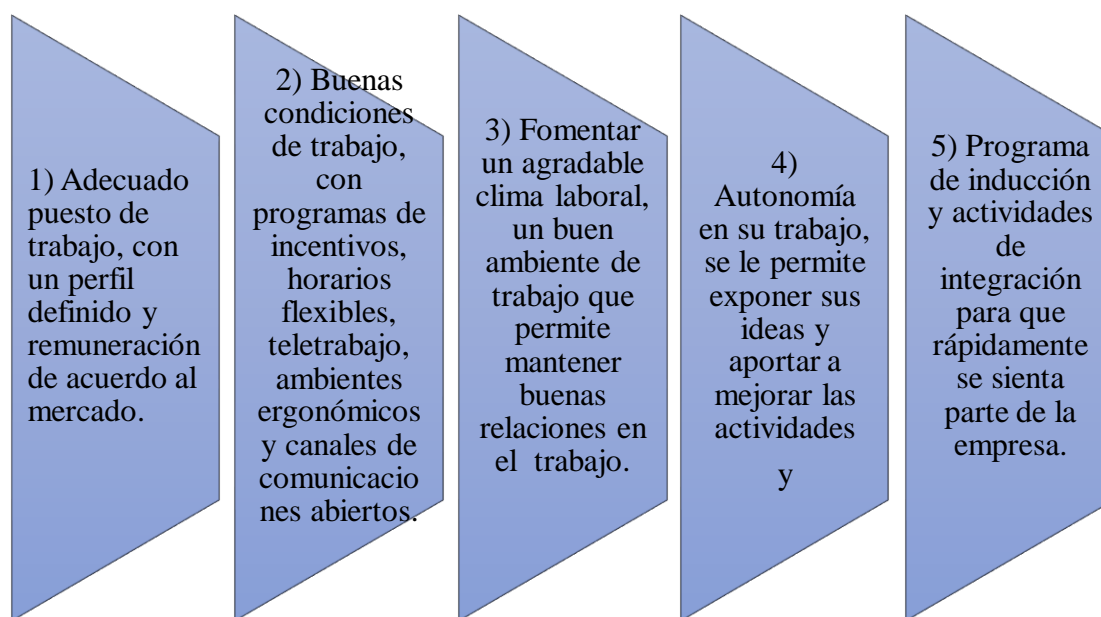 1) Adecuado
puesto de
trabajo, con
un perfil
definido y
remuneración
de acuerdo al
mercado.
2) Buenas
condiciones
de trabajo,
con
programas de
incentivos,
horarios
flexibles,
teletrabajo,
ambientes
ergonómicos
y canales de
comunicacio
nes abiertos.
3) Fomentar
un agradable
clima laboral,
un buen
ambiente de
trabajo que
permite
mantener
buenas
relaciones en
el trabajo.
4)
Autonomía
en su trabajo,
se le permite
exponer sus
ideas y
aportar a
mejorar las
actividades
y
5) Programa
de inducción
y actividades
de
integración
para que
rápidamente
se sienta
parte de la
empresa.